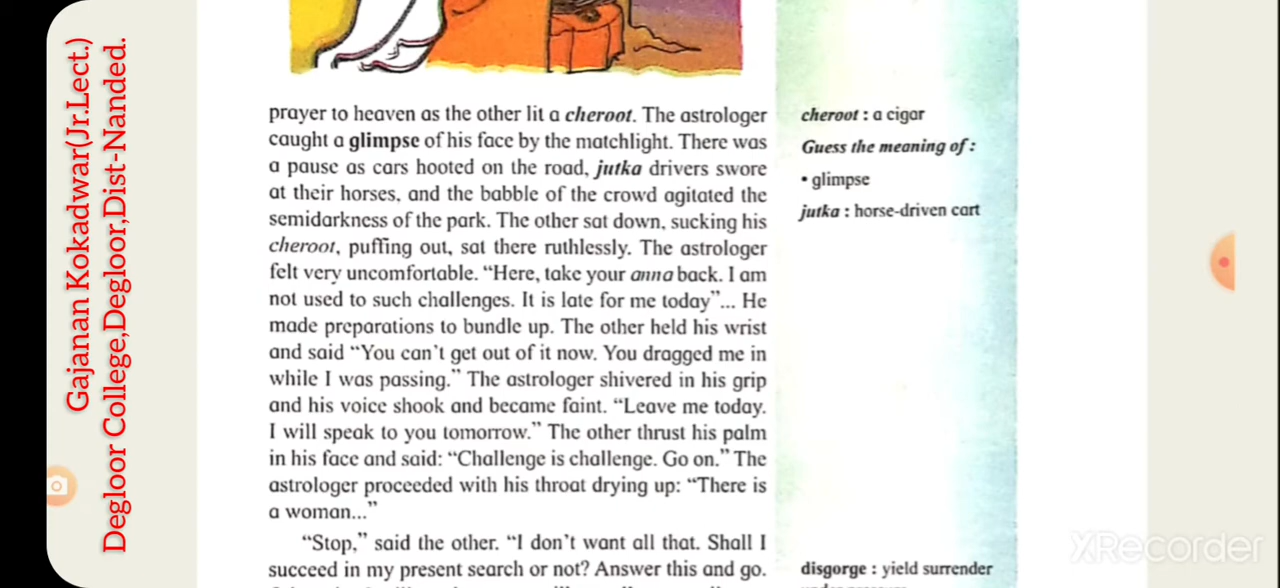 Gajanan Kokadwar(Jr.Lect.)
Degloor College,Degloor,Dist-Nanded.
prayer to heaven as the other lit a cheroot. The astrologer
caught a glimpse of his face by the matchlight. There was
a pause as cars hooted on the road, jutka drivers swore
at their horses, and the babble of the crowd agitated the
semidarkness of the park. The other sat down, sucking his
cheroot, puffing out, sat there ruthlessly. The astrologer
felt very uncomfortable. “Here, take your anna back. I am
not used to such challenges. It is late for me today”... He
made preparations to bundle up. The other held his wrist
and said “You can’t get out of it now. You dragged me in
while I was passing.” The astrologer shivered in his grip
and his voice shook and became faint. “Leave me today.
I will speak to you tomorrow.” The other thrust his palm
in his face and said: “Challenge is challenge. Go on.” The
astrologer proceeded with his throat drying up: “There is
a woman...”
“Stop,” said the other. “I don’t want all that. Shall I
succeed in my present search or not? Answer this and go.
cheroot : a cigar
Guess the meaning of :
• glimpse
jutka : horse-driven cart
disgorge : yield surrender
XRecorder